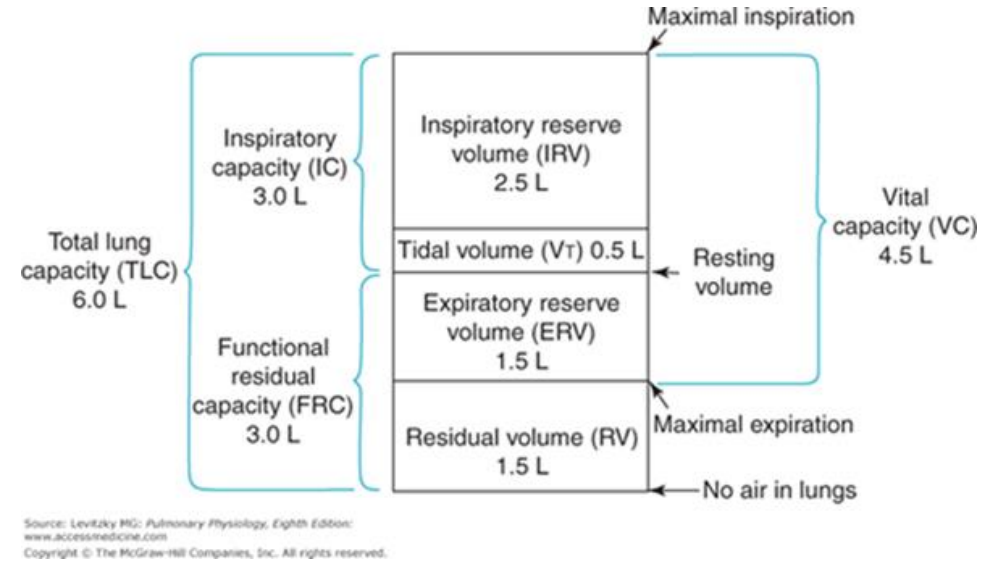 Maximal inspiration
Inspiratory reserve
volume (IRV)
2.5 L
Inspiratory
capacity (IC)
3.0 L
Vital
capacity (VC)
4.5 L
Total lung
capacity (TLC)
6.0 L
Tidal volume (VT) 0.5 L
Resting
volume
Expiratory reserve
volume (ERV)
1.5 L
Functional
residual
capacity (FRC)
3.0 L
Maximal expiration
Residual volume (RV)
1.5 L
No air in lungs
Source: Levitzky MG: Pulmonary Physiology, Eighth Edition:
www.accessmedicine.com
Copyright © The McGraw-Hill Companies, Inc. All rights reserved.